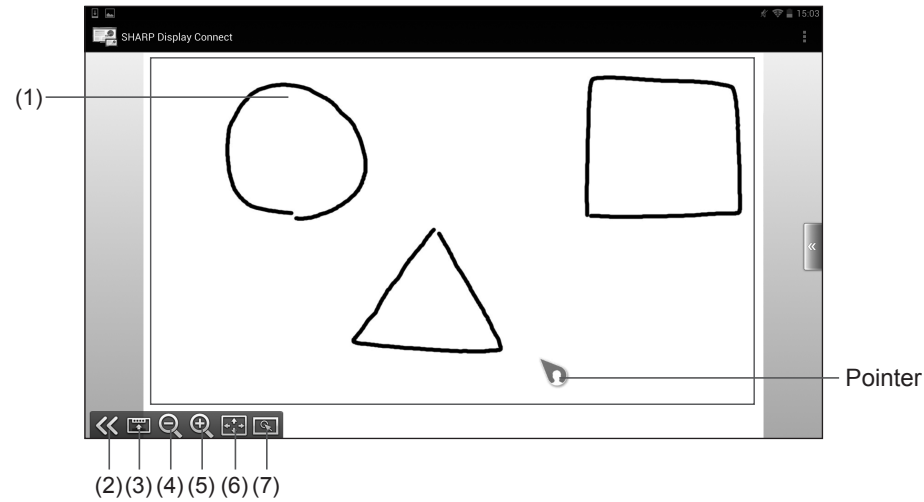 15:03
SHARP Display Connect
(1)
Pointer
(2) (3) (4) (5) (6) (7)